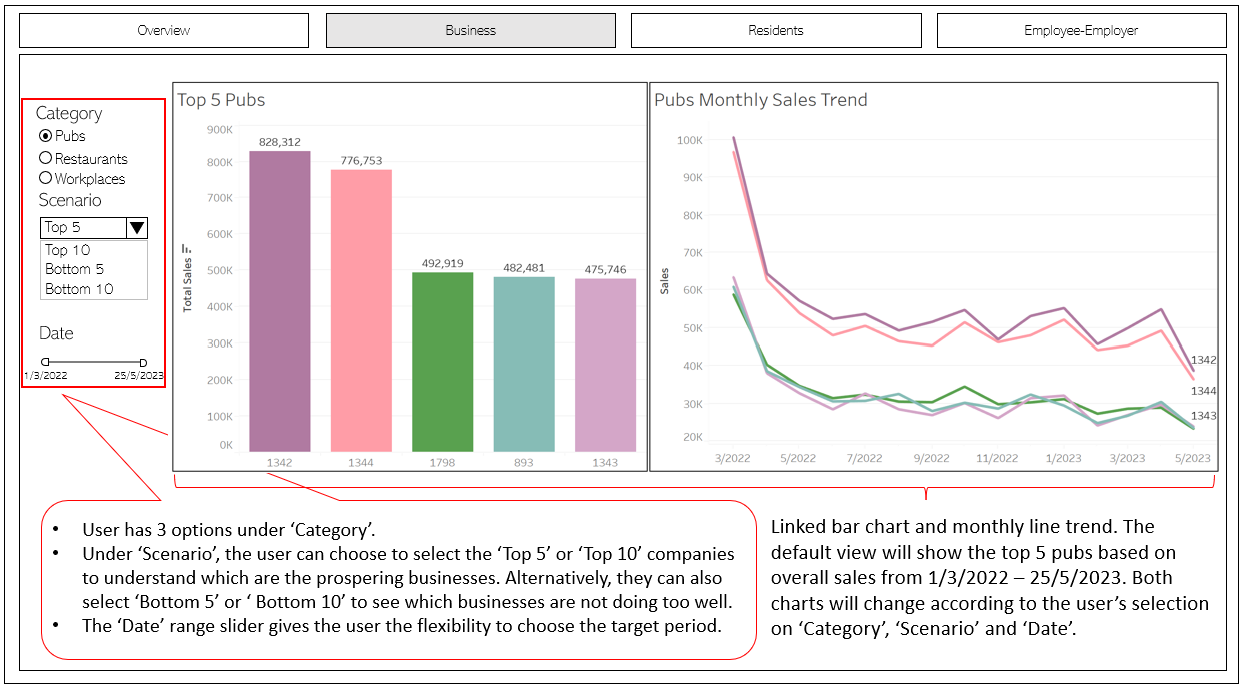 Overview
Business
Residents
Employee-Employer
Category
Pubs
Restaurants
Workplaces
Scenario
Top 5
Top 10
Bottom 5
Bottom 10
Date
1/3/2022
25/5/2023
Top 5 Pubs
Total Sales
900K
800K
700K
600K
500K
400K
300K
200K
100K
0K
828,312
776,753
492,919
482,481
475,746
1342
1344
1798
893
1343
Pubs Monthly Sales Trend
Sales
100K
90K
80K
70K
60K
50K
40K
30K
20K
1342
1344
1343
3/2022
5/2022
7/2022
9/2022
11/2022
1/2023
3/2023
5/2023
• User has 3 options under ‘Category’.
• Under ‘Scenario’, the user can choose to select the ‘Top 5’ or ‘Top 10’ companies
to understand which are the prospering businesses. Alternatively, they can also
select ‘Bottom 5’ or ‘ Bottom 10’ to see which businesses are not doing too well.
• The ‘Date’ range slider gives the user the flexibility to choose the target period.
Linked bar chart and monthly line trend. The
default view will show the top 5 pubs based on
overall sales from 1/3/2022 – 25/5/2023. Both
charts will change according to the user’s selection
on ‘Category’, ‘Scenario’ and ‘Date’.